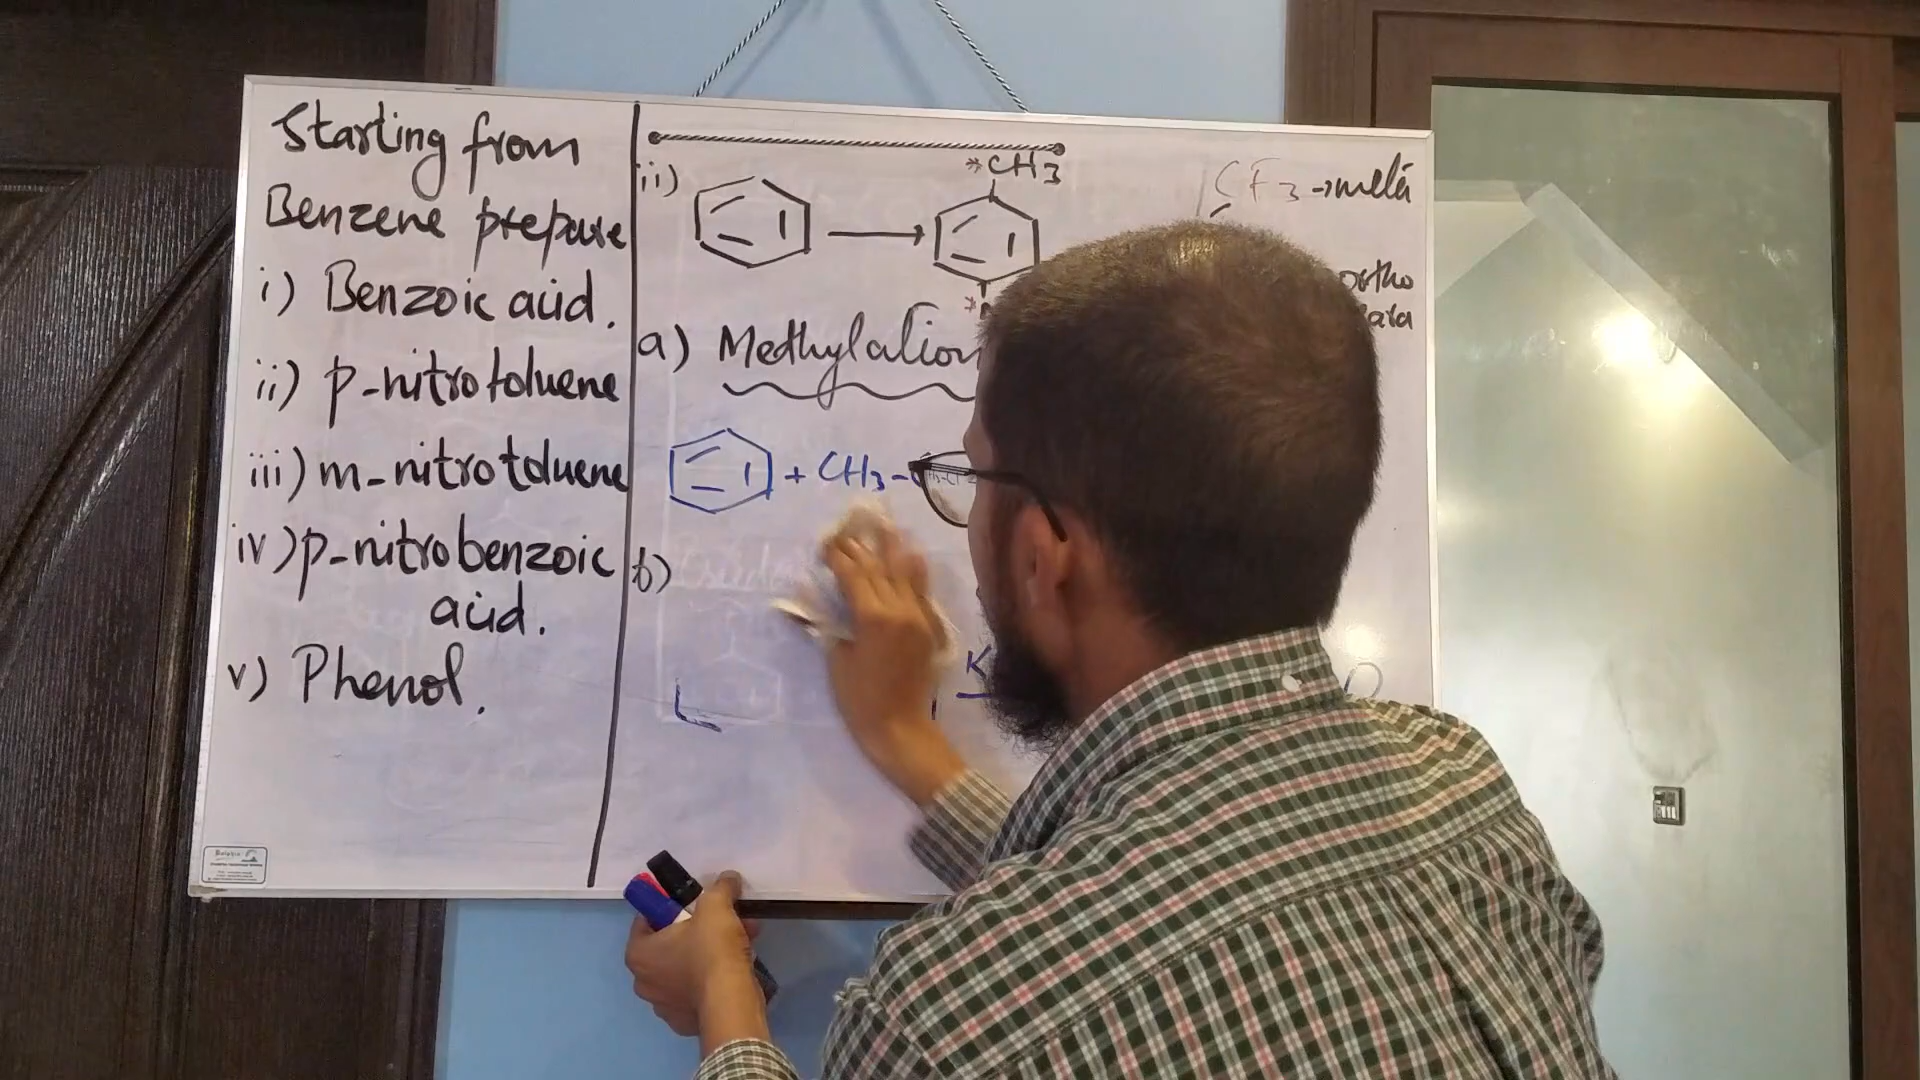 Starting from
Benzene prepare
i) Benzoic acid.
ii) p-nitrotoluene
iii) m-nitrotoluene
iv) p-nitrobenzoic
acid.
v) Phenol.
ii)
*CH3
a) Methylation
+ CH3-
b)
K
CF3 → meta
ortho